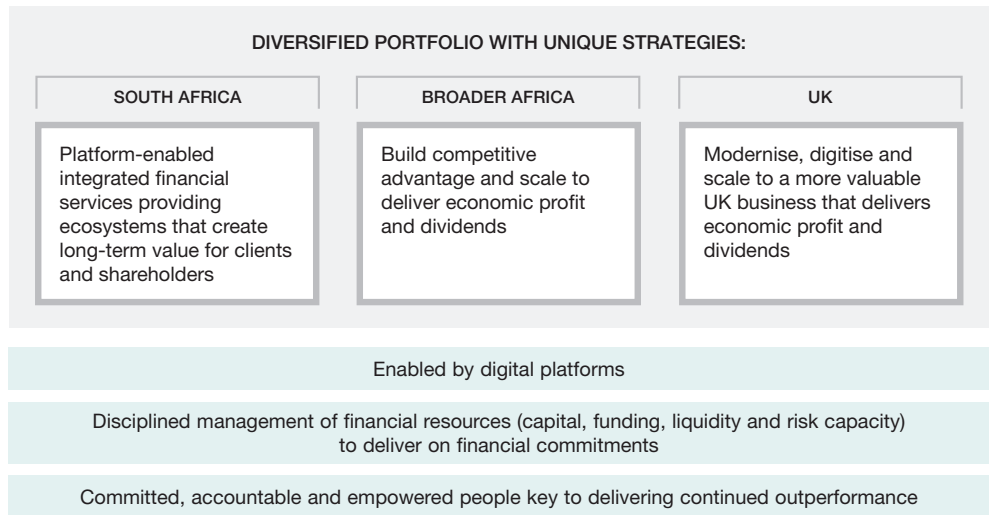 DIVERSIFIED PORTFOLIO WITH UNIQUE STRATEGIES:
SOUTH AFRICA
Platform-enabled
integrated financial
services providing
ecosystems that create
long-term value for clients
and shareholders
BROADER AFRICA
Build competitive
advantage and scale to
deliver economic profit
and dividends
UK
Modernise, digitise and
scale to a more valuable
UK business that delivers
economic profit and
dividends
Enabled by digital platforms
Disciplined management of financial resources (capital, funding, liquidity and risk capacity)
to deliver on financial commitments
Committed, accountable and empowered people key to delivering continued outperformance